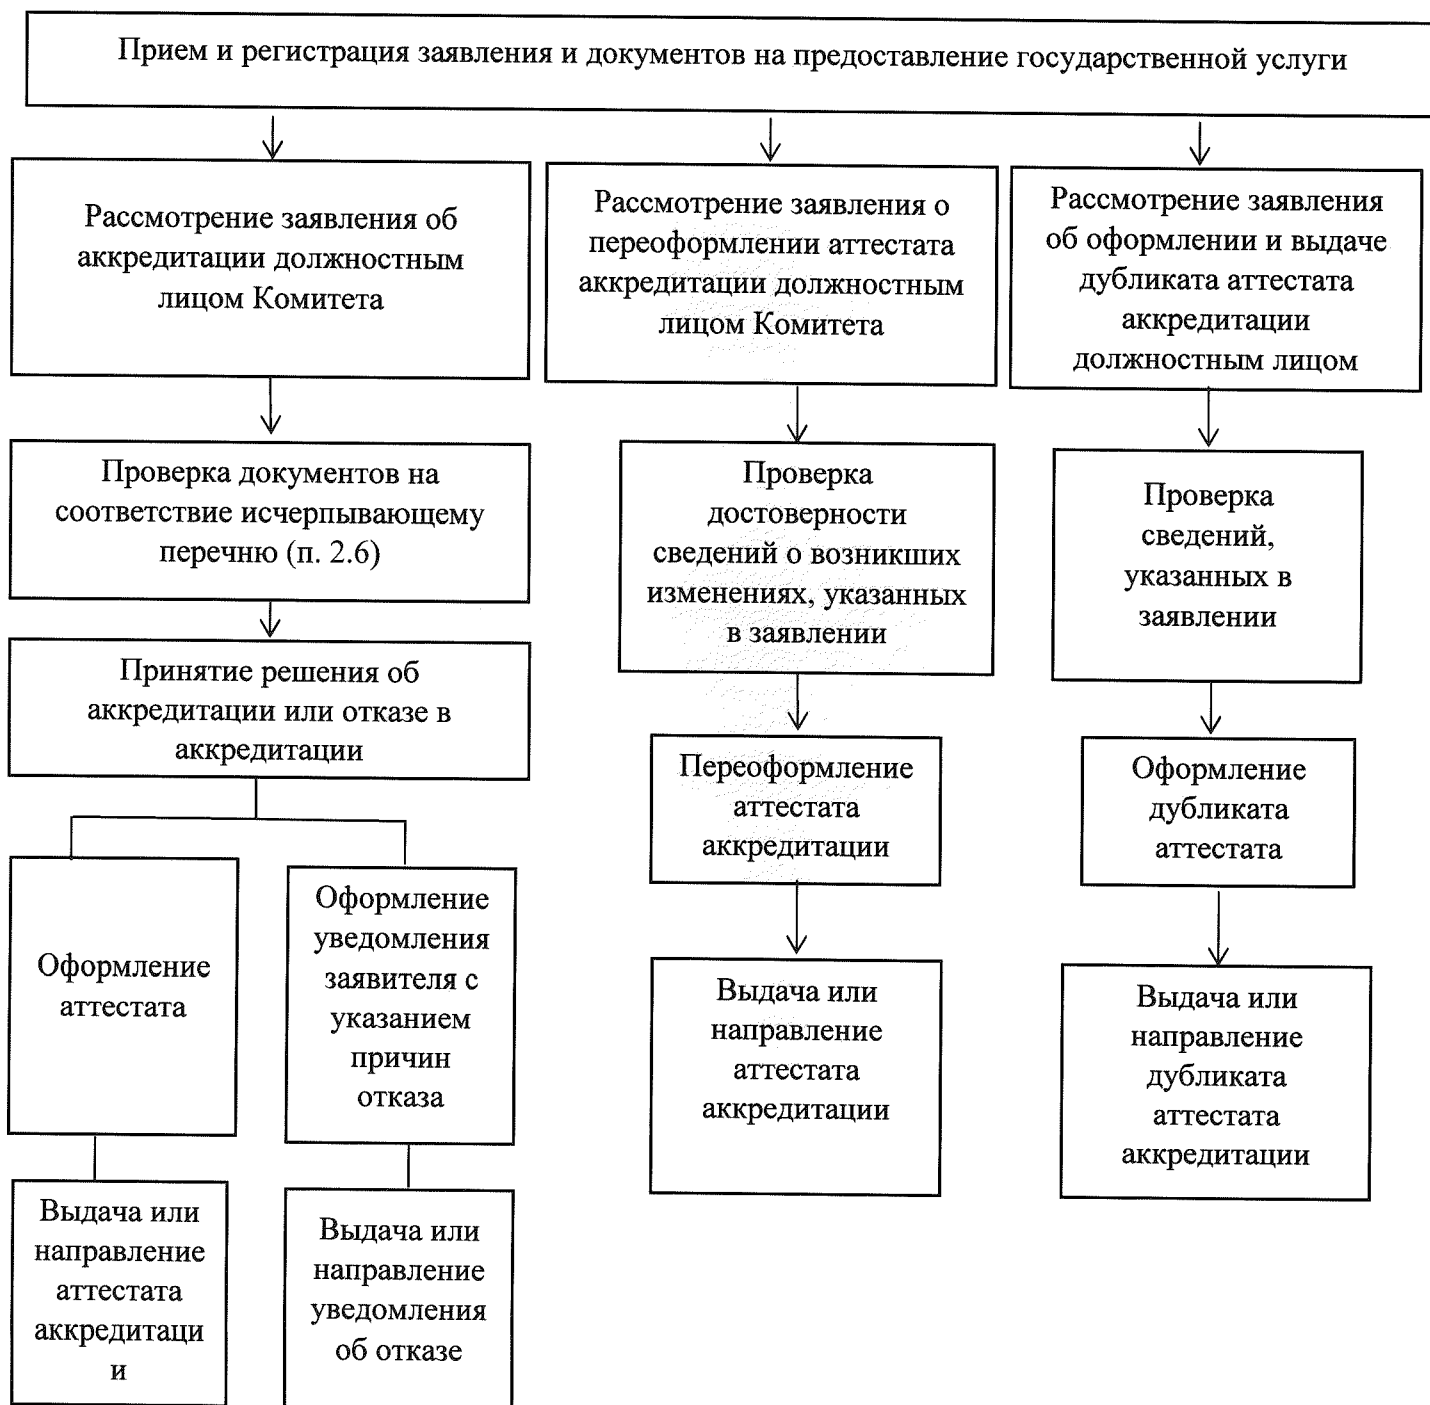 Прием и регистрация заявления и документов на предоставление государственной услуги
Рассмотрение заявления об
аккредитации должностным
лицом Комитета
Рассмотрение заявления о
переоформлении аттестата
аккредитации должностным
лицом Комитета
Рассмотрение заявления
об оформлении и выдаче
дубликата аттестата
аккредитации
должностным лицом
Проверка документов на
соответствие исчерпывающему
перечню (п. 2.6)
Проверка
достоверности
сведений о возникших
изменениях, указанных
в заявлении
Проверка
сведений,
указанных в
заявлении
Принятие решения об
аккредитации или отказе в
аккредитации
Переоформление
аттестата
аккредитации
Оформление
дубликата
аттестата
Оформление
аттестата
Оформление
уведомления
заявителя с
указанием
причин
отказа
Выдача или
направление
аттестата
аккредитации
Выдача или
направление
дубликата
аттестата
аккредитации
Выдача или
направление
аттестата
аккредитаци
и
Выдача или
направление
уведомления
об отказе